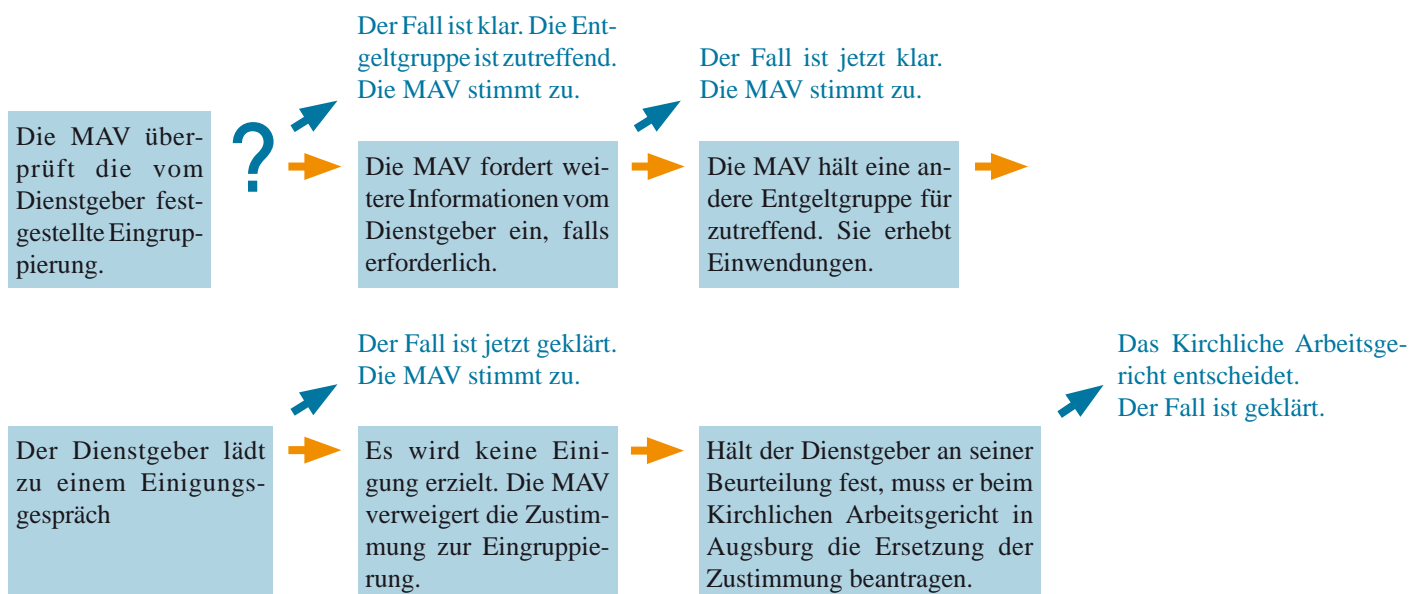 Der Fall ist klar. Die Ent-
geltgruppe ist zutreffend.
Die MAV stimmt zu.
Der Fall ist jetzt klar.
Die MAV stimmt zu.
Die MAV über-
prüft die vom
Dienstgeber fest-
gestellte Eingrup-
pierung.
?
Die MAV fordert wei-
tere Informationen vom
Dienstgeber ein, falls
erforderlich.
Die MAV hält eine an-
dere Entgeltgruppe für
zutreffend. Sie erhebt
Einwendungen.
Der Fall ist jetzt geklärt.
Die MAV stimmt zu.
Das Kirchliche Arbeitsge-
richt entscheidet.
Der Fall ist geklärt.
Der Dienstgeber lädt
zu einem Einigungs-
gespräch
Es wird keine Eini-
gung erzielt. Die MAV
verweigert die Zustim-
mung zur Eingruppie-
rung.
Hält der Dienstgeber an seiner
Beurteilung fest, muss er beim
Kirchlichen Arbeitsgericht in
Augsburg die Ersetzung der
Zustimmung beantragen.